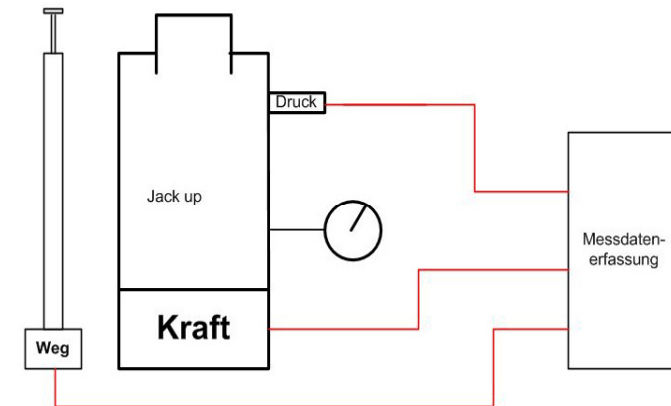 Druck
Jack up
Messdaten-
erfassung
Kraft
Weg